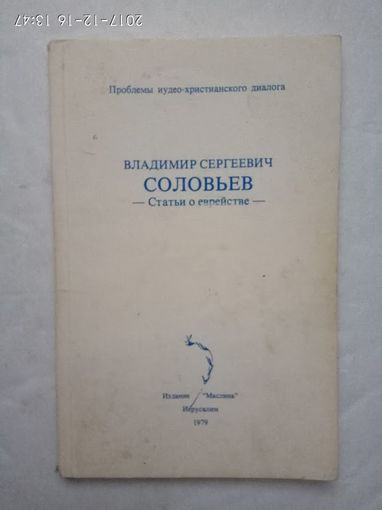 2017-12-16 13:47
Проблемы иудео-христианского диалога
ВЛАДИМИР СЕРГЕЕВИЧ
СОЛОВЬЕВ
— Статьи о еврействе —
Издание "Маслина"
Иерусалим
1979